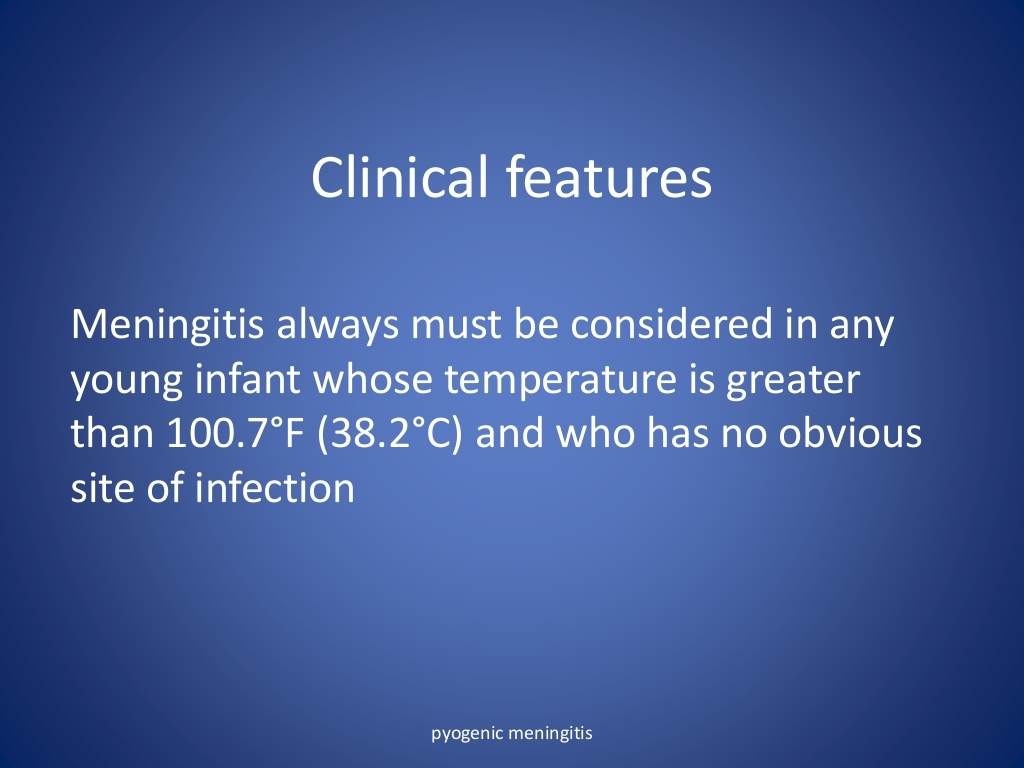 Clinical features
Meningitis always must be considered in any
young infant whose temperature is greater
than 100.7°F (38.2°C) and who has no obvious
site of infection
pyogenic meningitis